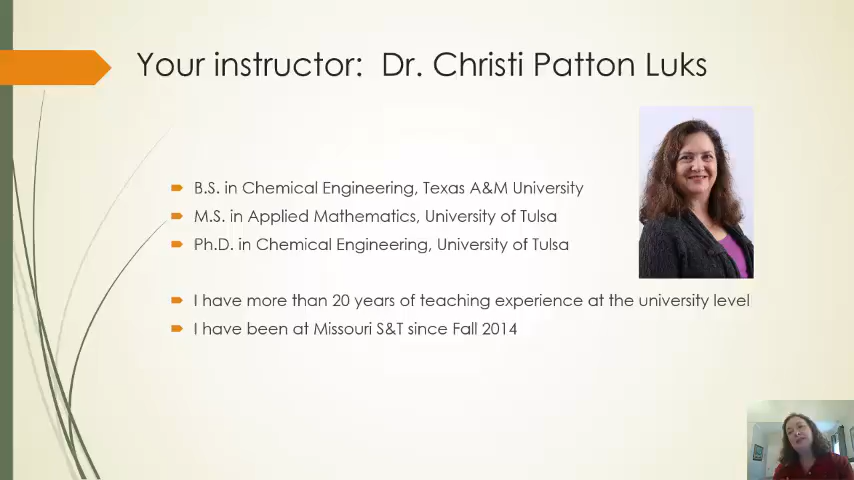 Your instructor: Dr. Christi Patton Luks
B.S. in Chemical Engineering, Texas A&M University
M.S. in Applied Mathematics, University of Tulsa
Ph.D. in Chemical Engineering, University of Tulsa
I have more than 20 years of teaching experience at the university level
I have been at Missouri S&T since Fall 2014